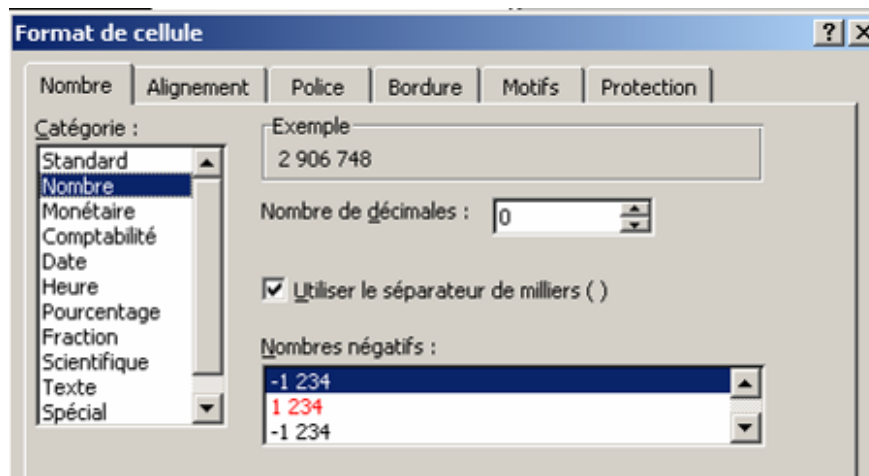 Format de cellule
Nombre Alignement Police Bordure Motifs Protection
Catégorie :
Standard
Nombre
Monétaire
Comptabilité
Date
Heure
Pourcentage
Fraction
Scientifique
Texte
Spécial
Exemple
2 906 748
Nombre de décimales : 0
Utiliser le séparateur de milliers ( )
Nombres négatifs :
-1 234
1 234
-1 234